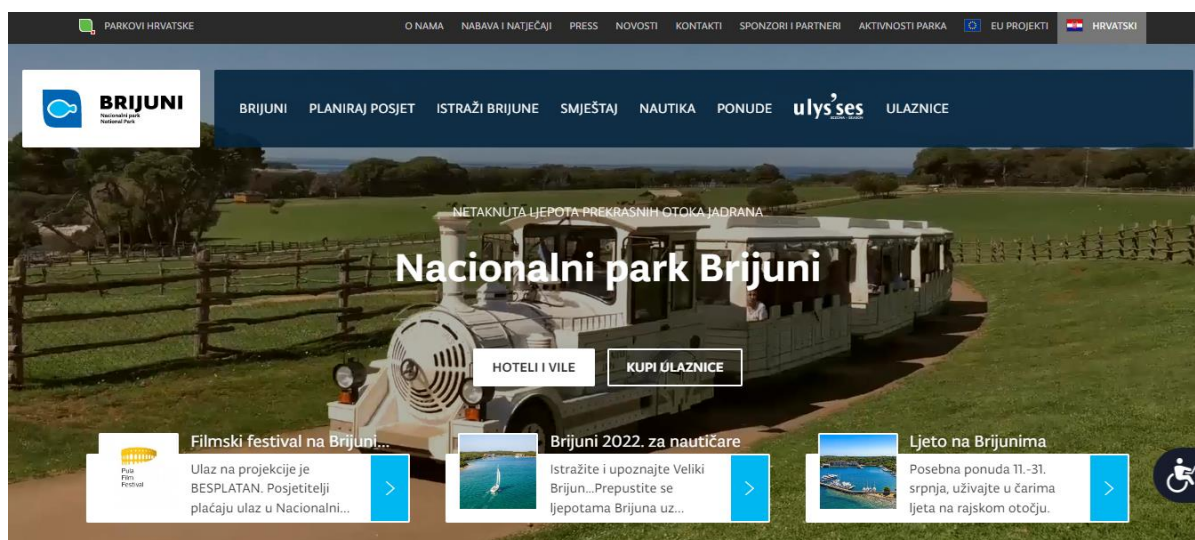 PARKOVI HRVATSKE
O NAMA NABAVA I NATJEČAJI PRESS NOVOSTI KONTAKTI SPONZORI I PARTNERI AKTIVNOSTI PARKA EU PROJEKTI HRVATSKI
BRIJUNI
Nacionalni park
National Park
BRIJUNI PLANIRAJ POSJET ISTRAŽI BRIJUNE SMJEŠTAJ NAUTIKA PONUDE ulys'ses ULAZNICE
NETAKNUTA LJEPOTA PREKRASNIH OTOKA JADRANA
Nacionalni park Brijuni
HOTELI I VILE
KUPI ULAZNICE
Filmski festival na Brijuni...
Pula
Film
Festival
Ulaz na projekcije je
BESPLATAN. Posjetitelji
plaćaju ulaz u Nacionalni...
Brijuni 2022. za nautičare
Istražite i upoznajte Veliki
Brijun...Prepustite se
ljepotama Brijuna uz...
Ljeto na Brijunima
Posebna ponuda 11.-31.
srpnja, uživajte u čarima
ljeta na rajskom otočju.